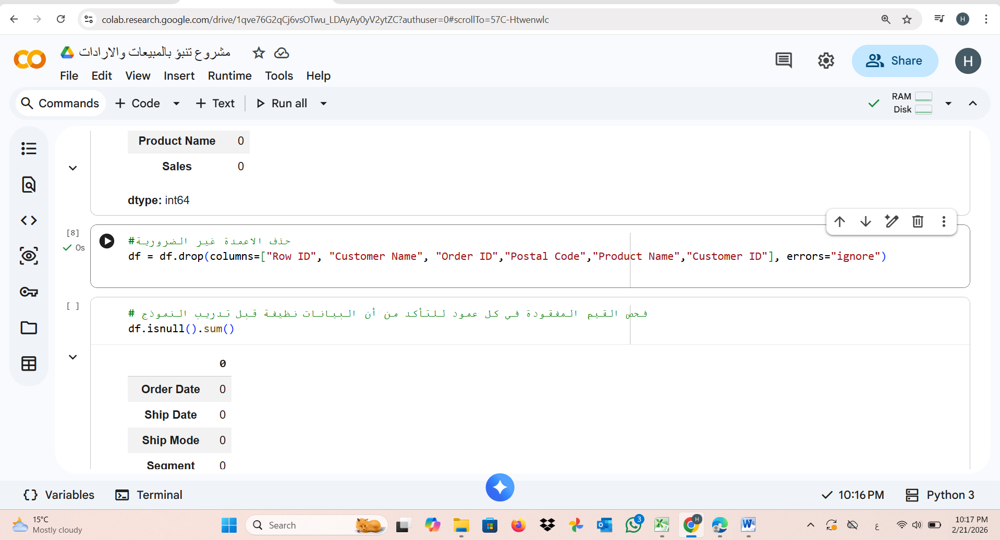 colab.research.google.com/drive/1qve76G2qCj6vsOTwu_LDAyAy0yV2ytZC?authuser=0#scrollTo=57C-Htwenwlc
H
مشروع تنبؤ بالمبيعات والارادات
File Edit View Insert Runtime Tools Help
Share
H
Commands + Code + Text Run all
RAM
Disk
Product Name 0
Sales 0
dtype: int64
[8]
0s
#حذف الاعمدة غير الضرورية
df = df.drop(columns=["Row ID", "Customer Name", "Order ID","Postal Code","Product Name","Customer ID"], errors="ignore")
[ ]
# فحص القيم المفقودة في كل عمود للتأكد من أن البيانات نظيفة قبل تدريب النموذج
df.isnull().sum()
0
Order Date 0
Ship Date 0
Ship Mode 0
Segment 0
{} Variables Terminal
10:16 PM Python 3
15°C
Mostly cloudy
Search
3
H
ع
10:17 PM
2/21/2026